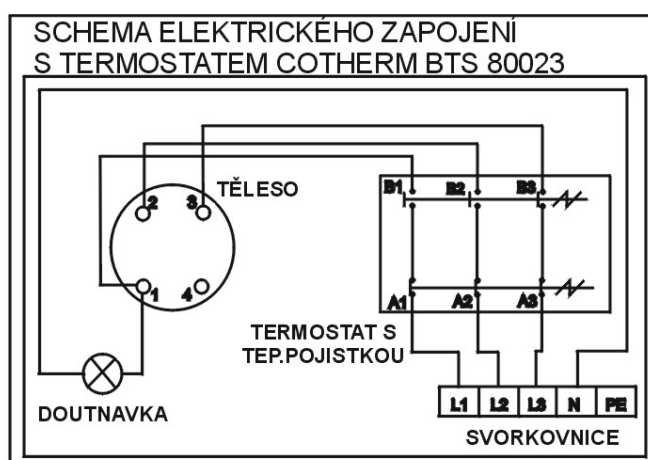 SCHEMA ELEKTRICKÉHO ZAPOJENÍ
S TERMOSTATEM COTHERM BTS 80023
2 3
TĚLESO
B1 B2 B3
1 4
A1 A2 A3
TERMOSTAT S
TEP.POJISTKOU
DOUTNAVKA
L1 L2 L3 N PE
SVORKOVNICE